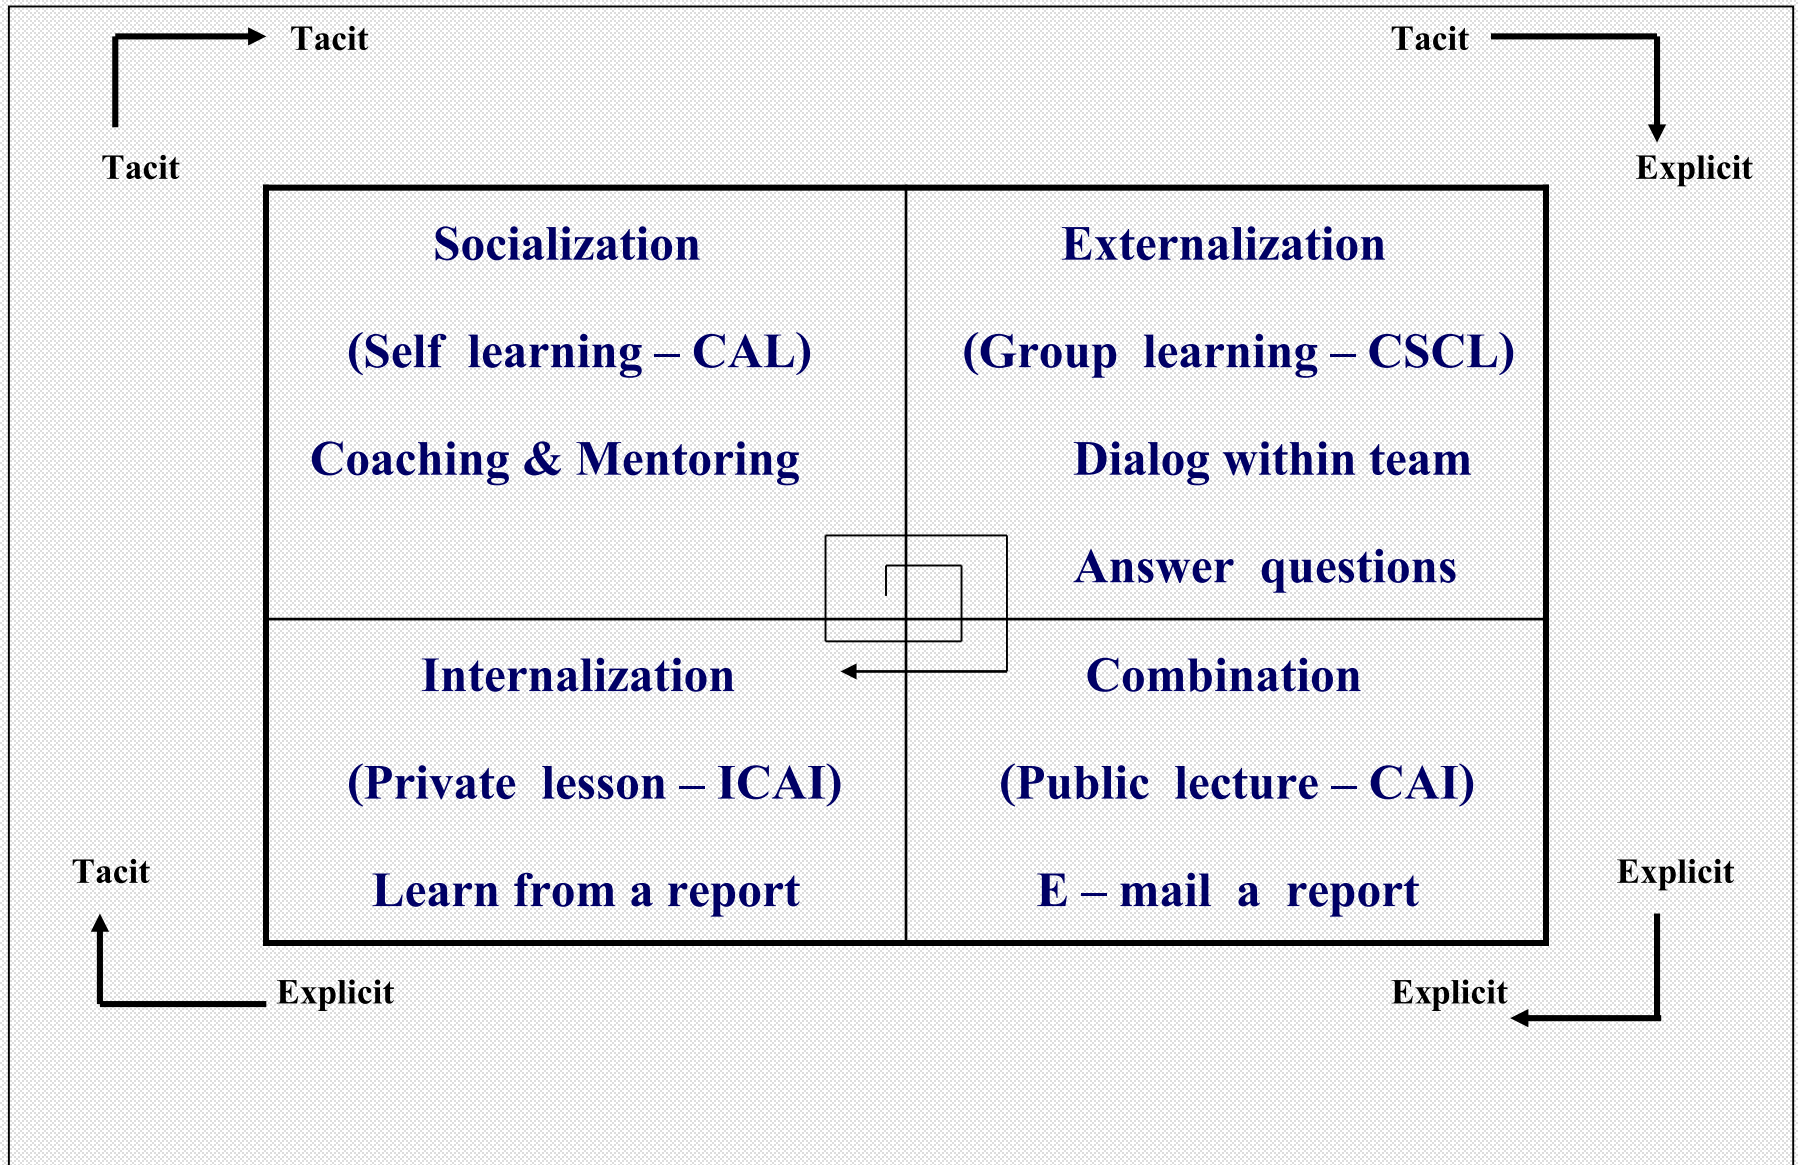 Tacit
Tacit
Tacit
Explicit
Socialization
(Self learning – CAL)
Coaching & Mentoring
Externalization
(Group learning – CSCL)
Dialog within team
Answer questions
Internalization
(Private lesson – ICAI)
Learn from a report
Combination
(Public lecture – CAI)
E – mail a report
Tacit
Explicit
Explicit
Explicit